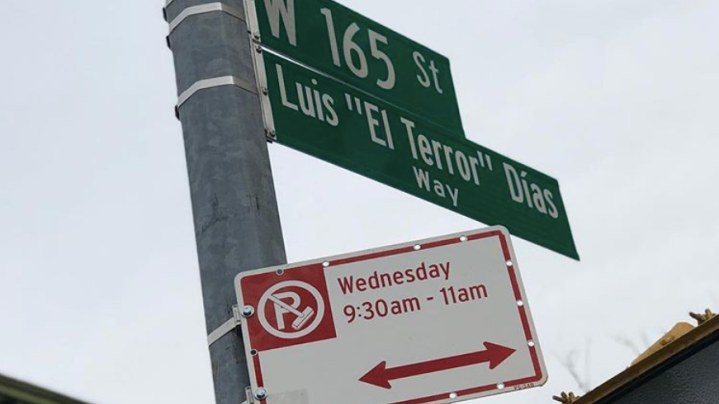 W 165 St
Luis "El Terror" Días
Way
Wednesday
9:30am - 11am